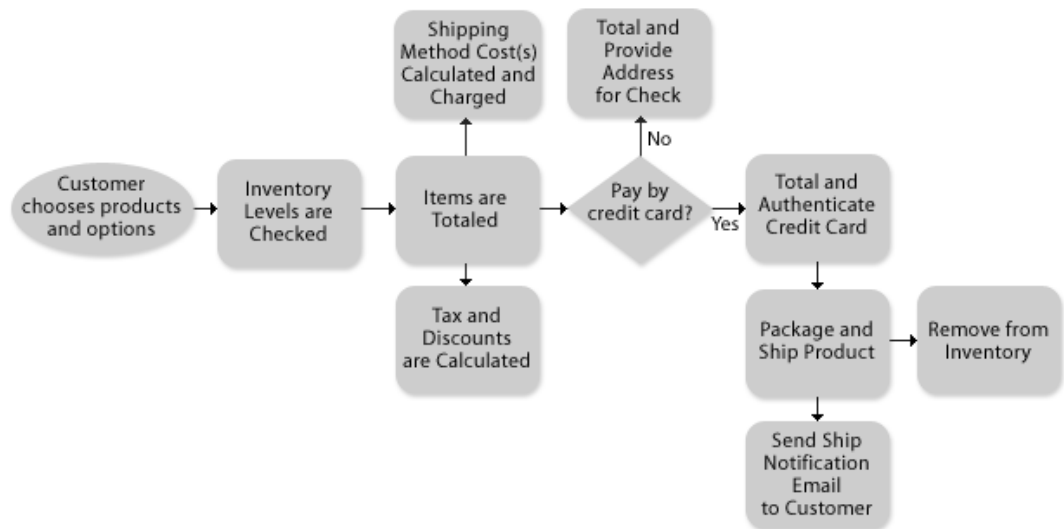 Shipping
Method Cost(s)
Calculated and
Charged
Total and
Provide
Address
for Check
No
Customer
chooses products
and options
Inventory
Levels are
Checked
Items are
Totaled
Pay by
credit card?
Yes
Total and
Authenticate
Credit Card
Tax and
Discounts
are Calculated
Package and
Ship Product
Remove from
Inventory
Send Ship
Notification
Email
to Customer